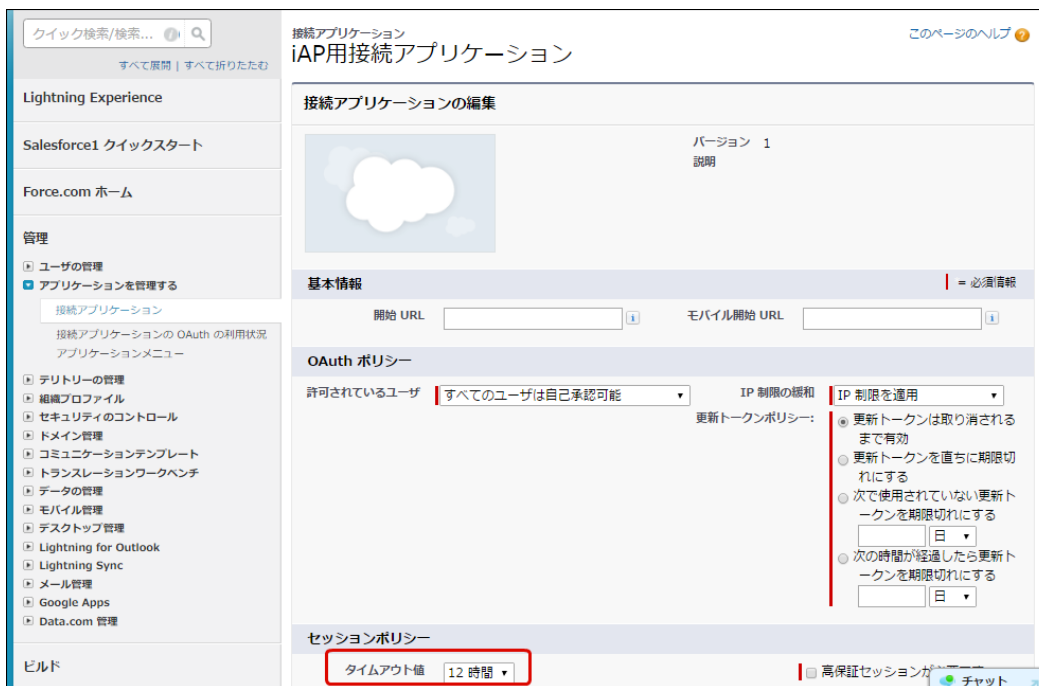 クイック検索/検索...
すべて展開 | すべて折りたたむ
Lightning Experience
Salesforce1 クイックスタート
Force.com ホーム
管理
ユーザの管理
アプリケーションを管理する
接続アプリケーション
接続アプリケーションの OAuth の利用状況
アプリケーションメニュー
テリトリーの管理
組織プロファイル
セキュリティのコントロール
ドメイン管理
コミュニケーションテンプレート
トランスレーションワークベンチ
データの管理
モバイル管理
デスクトップ管理
Lightning for Outlook
Lightning Sync
メール管理
Google Apps
Data.com 管理
ビルド
接続アプリケーション
iAP用接続アプリケーション
このページのヘルプ
接続アプリケーションの編集
バージョン 1
説明
基本情報
= 必須情報
開始 URL
モバイル開始 URL
OAuth ポリシー
許可されているユーザ すべてのユーザは自己承認可能
IP 制限の緩和 IP 制限を適用
更新トークンポリシー:
更新トークンは取り消される
まで有効
更新トークンを直ちに期限切
れにする
次で使用されていない更新ト
ークンを期限切れにする
日
次の時間が経過したら更新ト
ークンを期限切れにする
日
セッションポリシー
タイムアウト値 12 時間
高保証セッションが
チャット